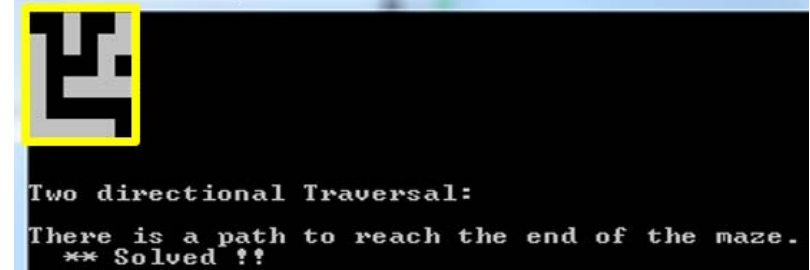 Two directional Traversal:
There is a path to reach the end of the maze.
** Solved !!